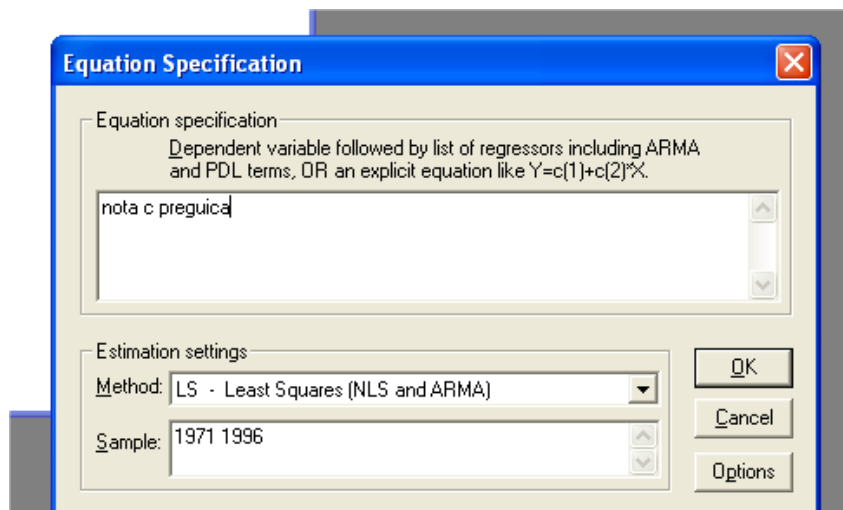 Equation Specification
Equation specification
Dependent variable followed by list of regressors including ARMA
and PDL terms, OR an explicit equation like Y=c(1)+c(2)*X.
nota c preguica
Estimation settings
Method: LS - Least Squares (NLS and ARMA)
Sample: 1971 1996
OK
Cancel
Options